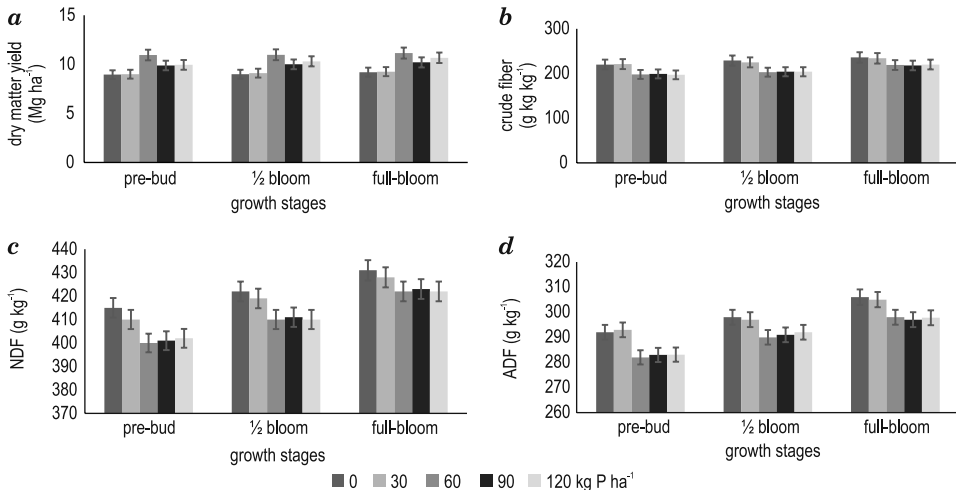 a
dry matter yield
(Mg ha⁻¹)
15
10
5
0
pre-bud ½ bloom full-bloom
growth stages
b
crude fiber
(g kg kg⁻¹)
300
200
100
0
pre-bud ½ bloom full-bloom
growth stages
c
NDF (g kg⁻¹)
440
430
420
410
400
390
380
370
pre-bud ½ bloom full-bloom
growth stages
d
ADF (g kg⁻¹)
320
310
300
290
280
270
260
pre-bud ½ bloom full-bloom
growth stages
0 30 60 90 120 kg P ha⁻¹